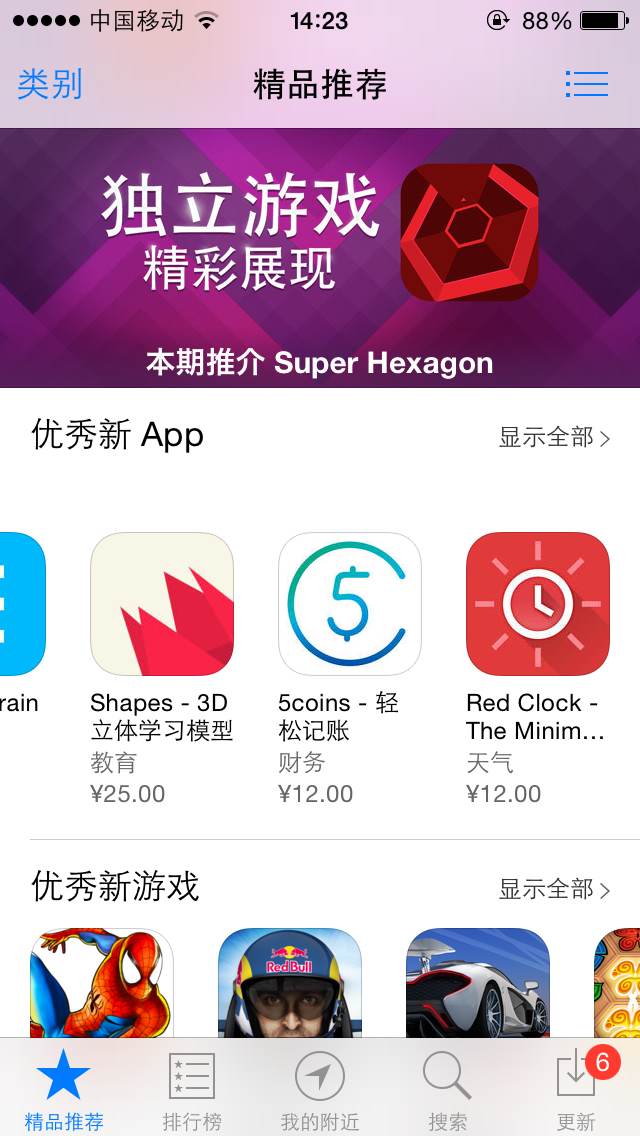 中国移动 14:23 88%
类别 精品推荐
独立游戏
精彩展现
本期推介 Super Hexagon
优秀新 App 显示全部
rain
Shapes - 3D
立体学习模型
教育
¥25.00
5coins - 轻
松记账
财务
¥12.00
Red Clock -
The Minim...
天气
¥12.00
优秀新游戏 显示全部
Red Bull
6
精品推荐 排行榜 我的附近 搜索 更新